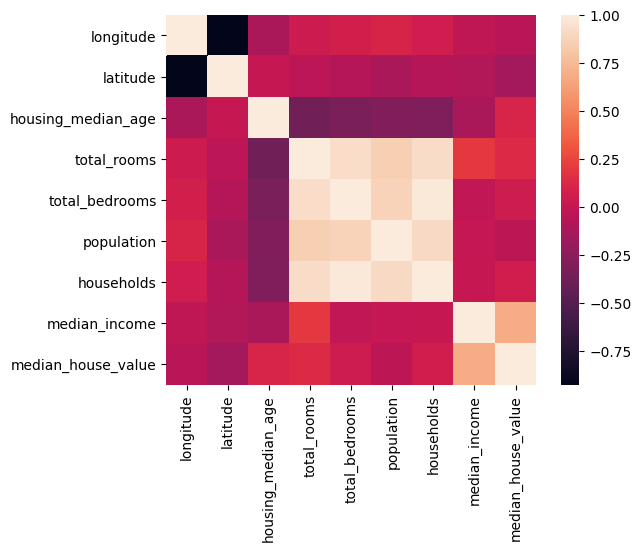 longitude
latitude
housing_median_age
total_rooms
total_bedrooms
population
households
median_income
median_house_value
longitude
latitude
housing_median_age
total_rooms
total_bedrooms
population
households
median_income
median_house_value
1.00
0.75
0.50
0.25
0.00
−0.25
−0.50
−0.75